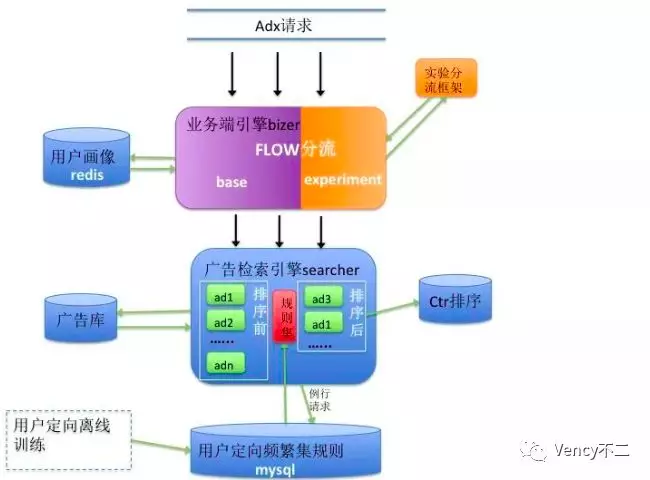 Adx请求
实验分
流框架
业务端引擎bizer
FLOW分流
base
experiment
用户画像
redis
广告检索引擎searcher
ad1
ad2
......
adn
排序前
规则集
ad3
ad1
......
排序后
广告库
Ctr排序
例行
请求
用户定向离线
训练
用户定向频繁集规则
mysql
Vency不二